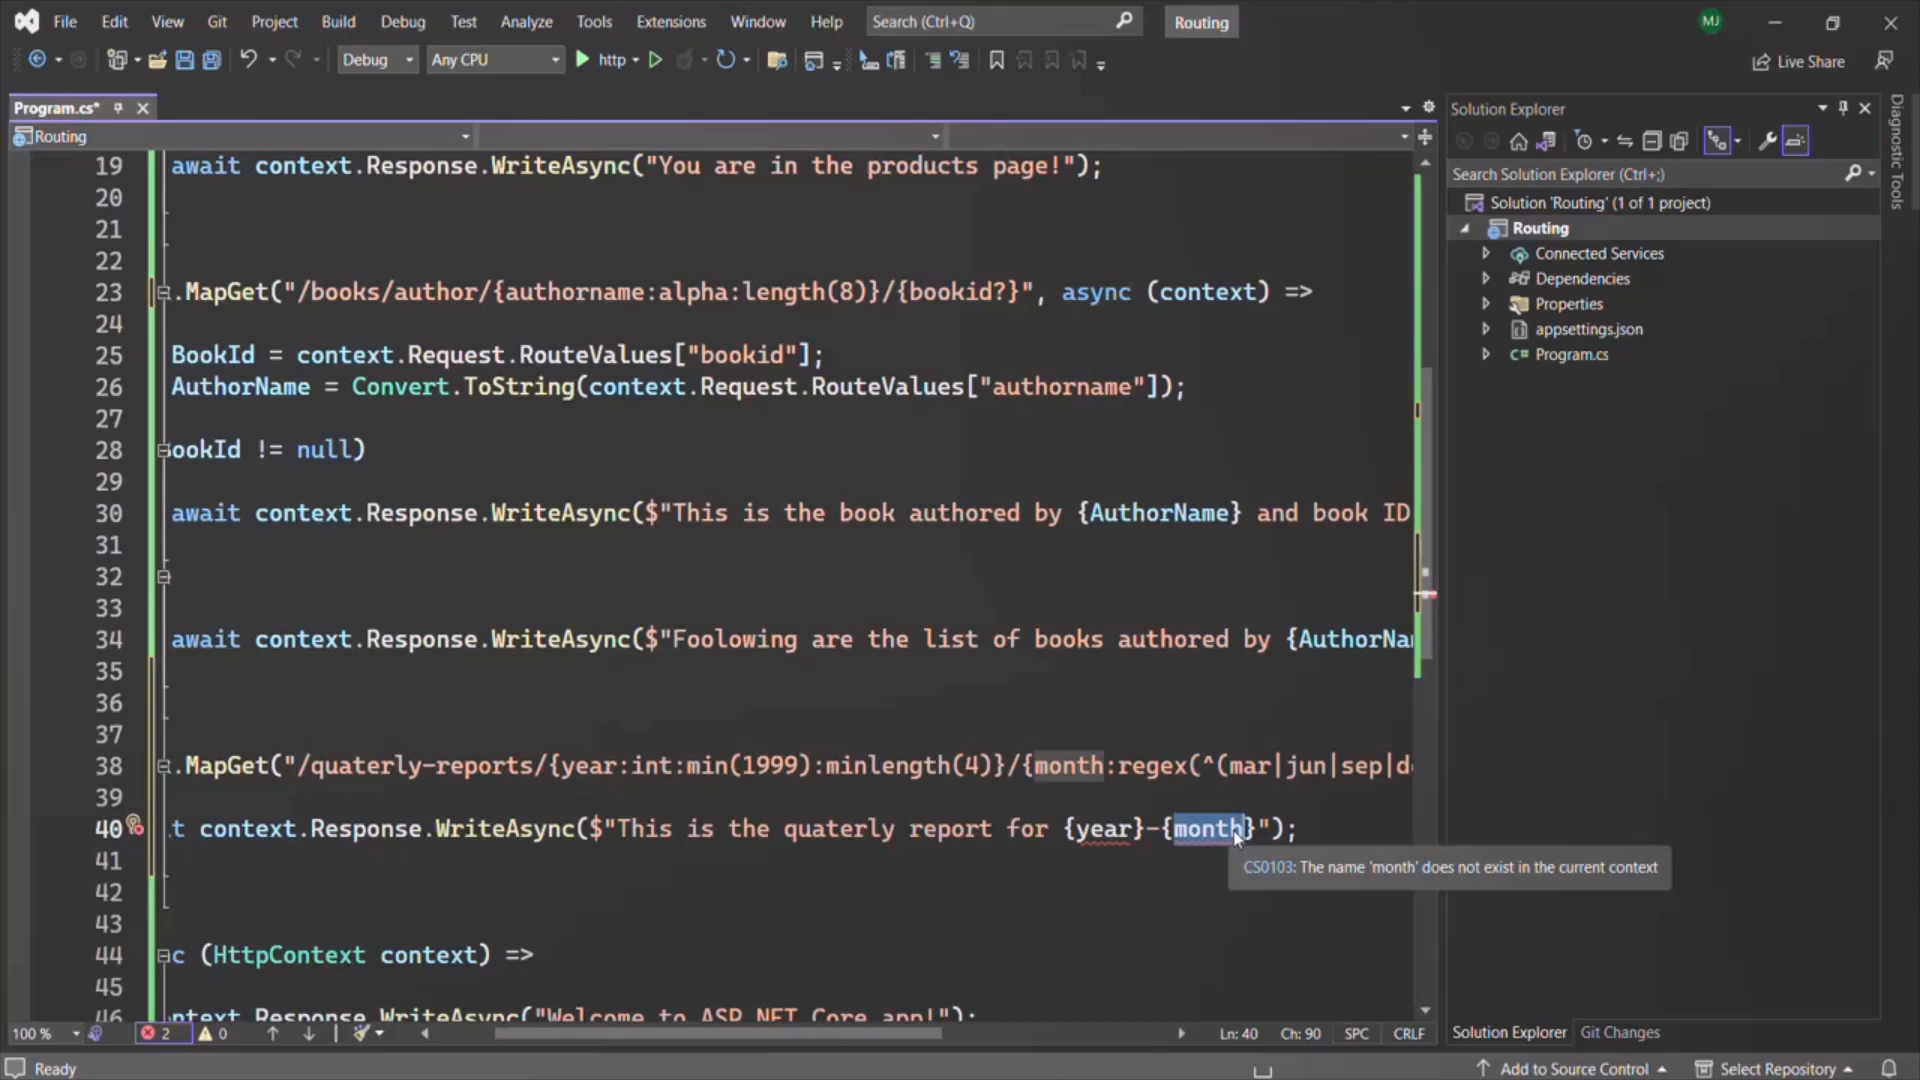 File Edit View Git Project Build Debug Test Analyze Tools Extensions Window Help Search (Ctrl+Q) Routing MJ
Debug Any CPU http Live Share
Program.cs*
Routing
19 await context.Response.WriteAsync("You are in the products page!");
20
21
22
23 .MapGet("/books/author/{authorname:alpha:length(8)}/{bookid?}", async (context) =>
24
25 BookId = context.Request.RouteValues["bookid"];
26 AuthorName = Convert.ToString(context.Request.RouteValues["authorname"]);
27
28 ookId != null)
29
30 await context.Response.WriteAsync($"This is the book authored by {AuthorName} and book ID
31
32
33
34 await context.Response.WriteAsync($"Foolowing are the list of books authored by {AuthorNa
35
36
37
38 .MapGet("/quaterly-reports/{year:int:min(1999):minlength(4)}/{month:regex(^(mar|jun|sep|d
39
40 t context.Response.WriteAsync($"This is the quaterly report for {year}-{month}");
CS0103: The name 'month' does not exist in the current context
41
42
43
44 c (HttpContext context) =>
45
46 ntext.Response.WriteAsync("Welcome to ASP.NET Core app!");
100 % 2 0 Ln: 40 Ch: 90 SPC CRLF
Solution Explorer
Search Solution Explorer (Ctrl+;)
Solution 'Routing' (1 of 1 project)
Routing
Connected Services
Dependencies
Properties
appsettings.json
C# Program.cs
Solution Explorer Git Changes
Diagnostic Tools
Ready Add to Source Control Select Repository